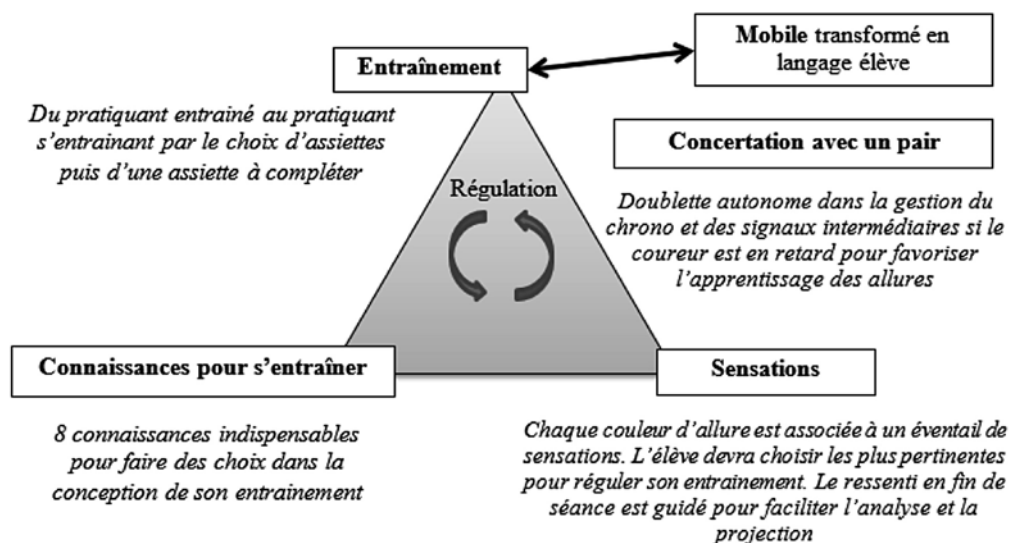 Mobile transformé en
langage élève
Entraînement
Du pratiquant entrainé au pratiquant
s'entrainant par le choix d'assiettes
puis d'une assiette à compléter
Concertation avec un pair
Régulation
Doublette autonome dans la gestion du
chrono et des signaux intermédiaires si le
coureur est en retard pour favoriser
l'apprentissage des allures
Connaissances pour s'entraîner
Sensations
8 connaissances indispensables
pour faire des choix dans la
conception de son entrainement
Chaque couleur d'allure est associée à un éventail de
sensations. L'élève devra choisir les plus pertinentes
pour réguler son entrainement. Le ressenti en fin de
séance est guidé pour faciliter l'analyse et la
projection